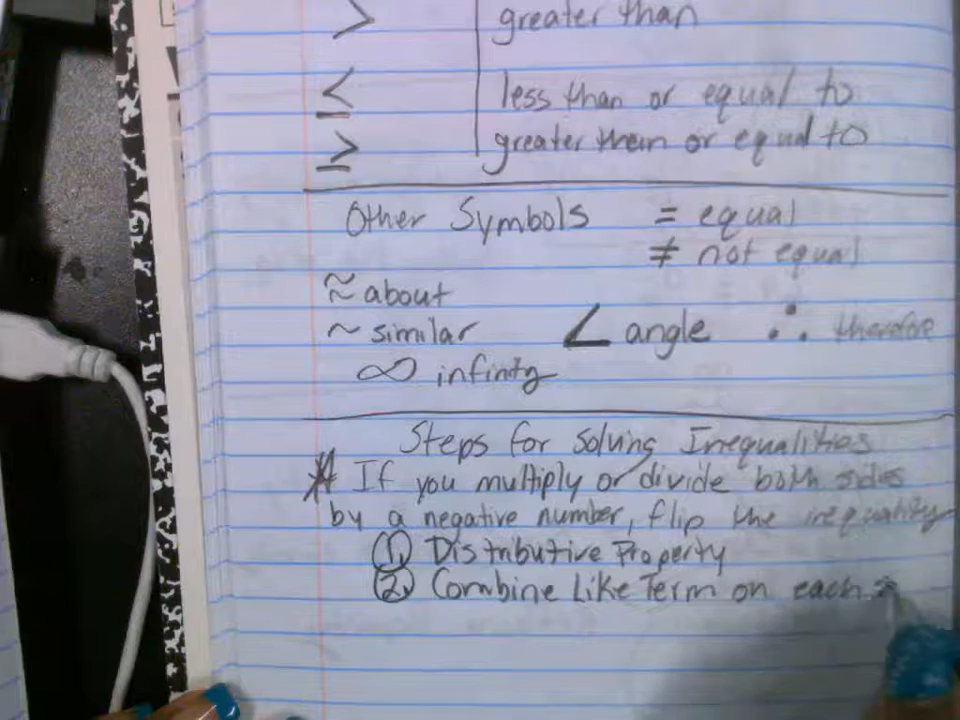 > greater than
≤ less than or equal to
≥ greater than or equal to
Other Symbols = equal
≠ not equal
≈ about
~ similar ∠ angle ∴ therefore
∞ infinty
Steps for Solving Inequalities
* If you multiply or divide both sides
by a negative number, flip the inequality
① Distributive Property
② Combine Like Term on each